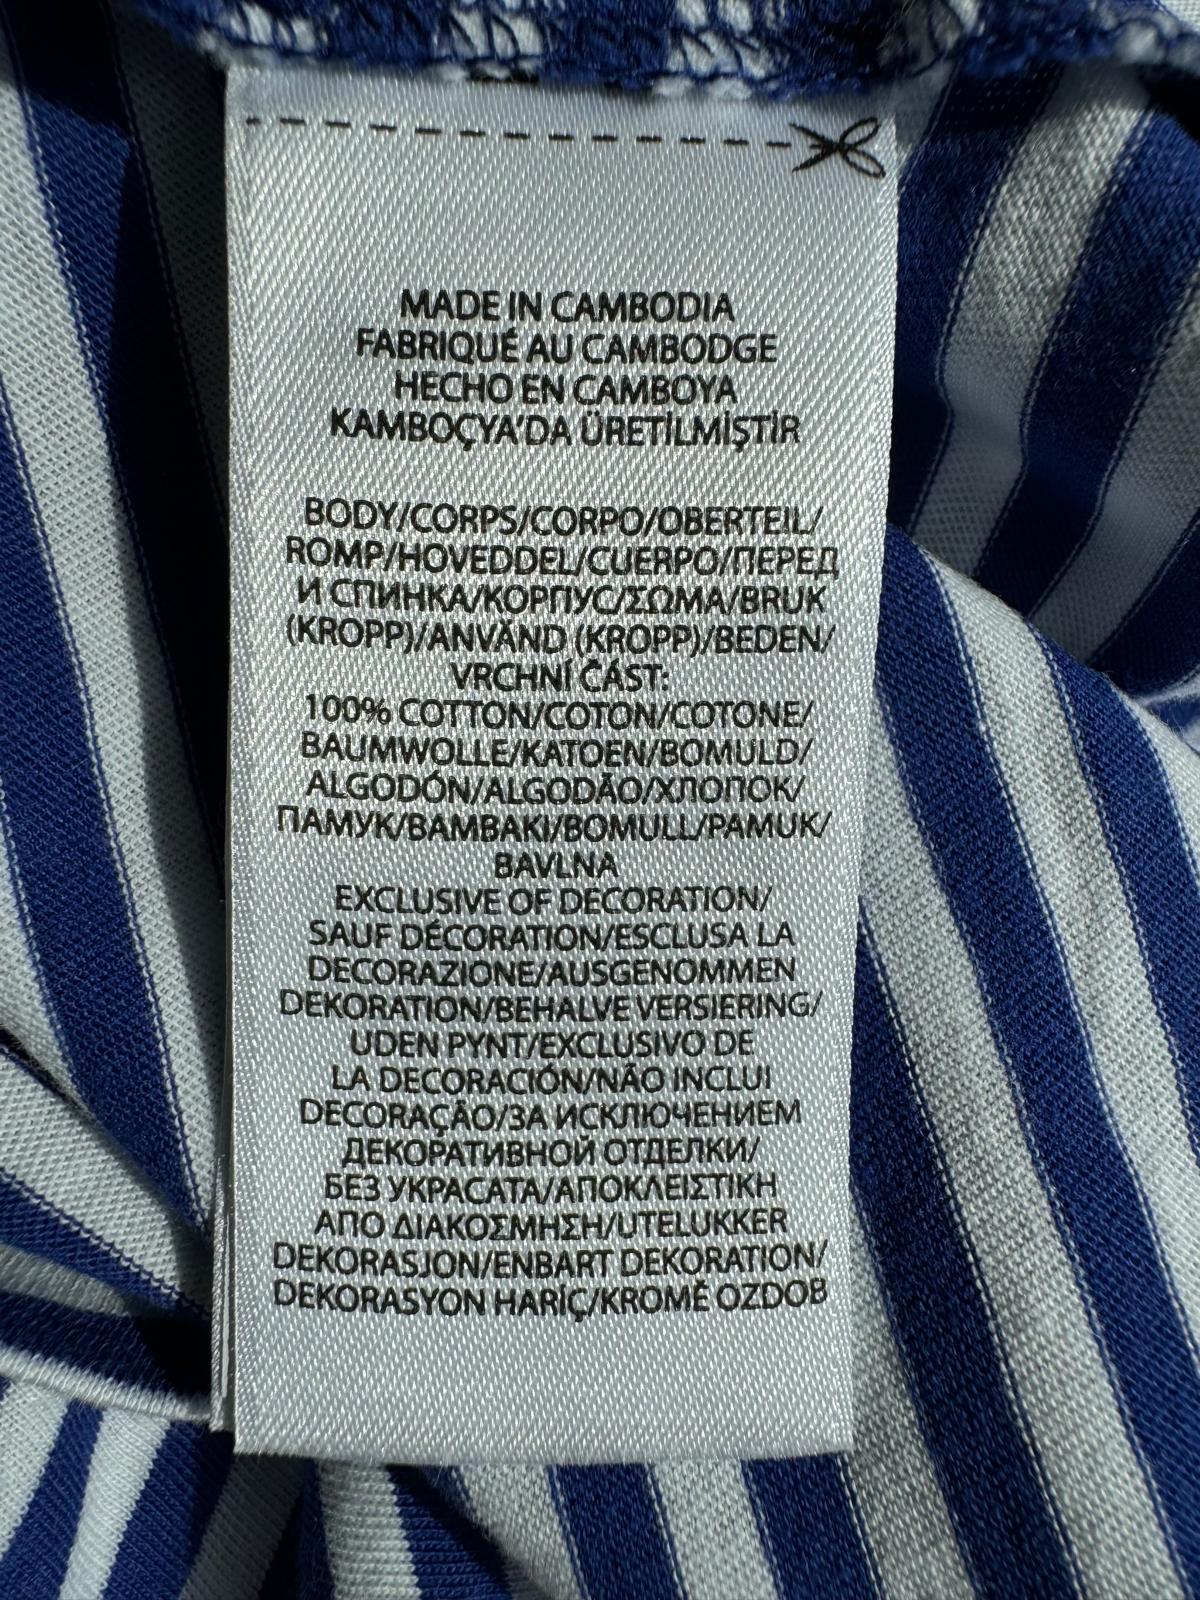 MADE IN CAMBODIA
FABRIQUÉ AU CAMBODGE
HECHO EN CAMBOYA
KAMBOÇYA'DA ÜRETİLMİŞTİR
BODY/CORPS/CORPO/OBERTEIL/
ROMP/HOVEDDEL/CUERPO/ПЕРЕД
И СПИНКА/КОРПУС/ΣΩΜΑ/BRUK
(KROPP)/ANVÄND (KROPP)/BEDEN/
VRCHNÍ ČÁST:
100% COTTON/COTON/COTONE/
BAUMWOLLE/KATOEN/BOMULD/
ALGODÓN/ALGODÃO/ХЛОПОК/
ПАМУК/ΒΑΜΒΑΚΙ/BOMULL/PAMUK/
BAVLNA
EXCLUSIVE OF DECORATION/
SAUF DÉCORATION/ESCLUSA LA
DECORAZIONE/AUSGENOMMEN
DEKORATION/BEHALVE VERSIERING/
UDEN PYNT/EXCLUSIVO DE
LA DECORACIÓN/NÃO INCLUI
DECORAÇÃO/ЗА ИСКЛЮЧЕНИЕМ
ДЕКОРАТИВНОЙ ОТДЕЛКИ/
БЕЗ УКРАСАТА/ΑΠΟΚΛΕΙΣΤΙΚΗ
ΑΠΟ ΔΙΑΚΟΣΜΗΣΗ/UTELUKKER
DEKORASJON/ENBART DEKORATION/
DEKORASYON HARİÇ/KROMĚ OZDOB